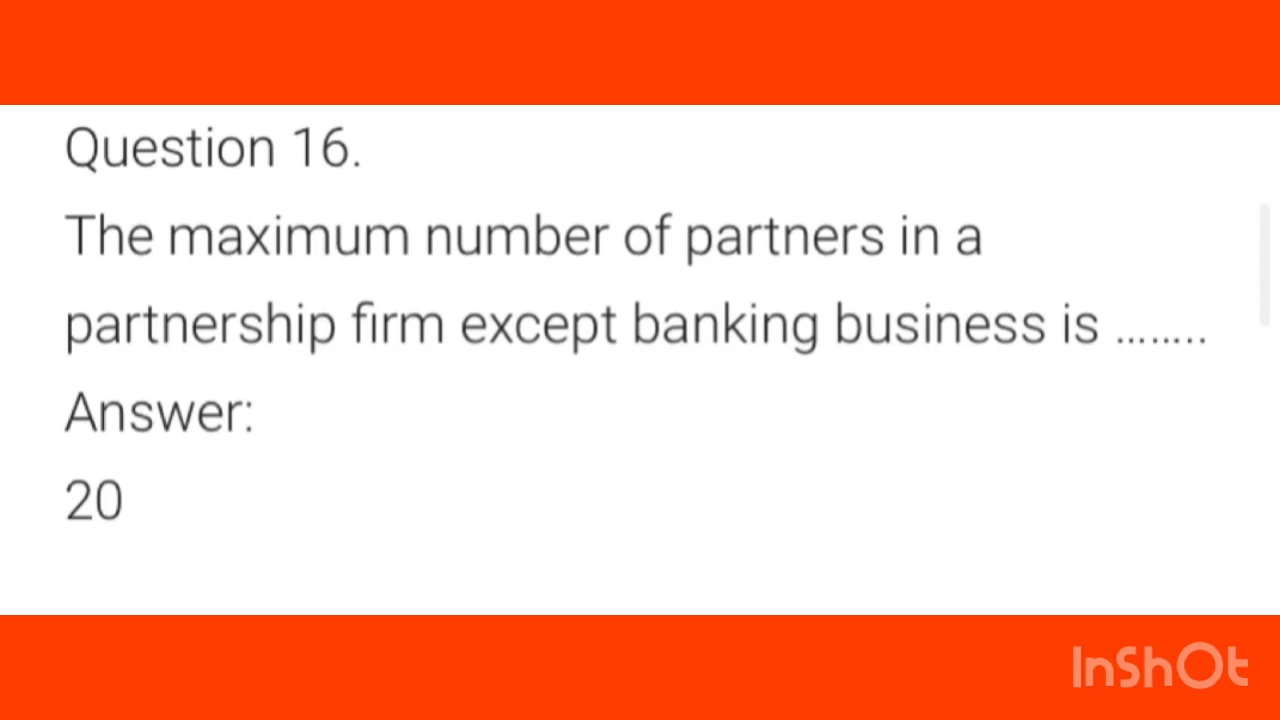 Question 16.
The maximum number of partners in a
partnership firm except banking business is ........
Answer:
20
InShOt